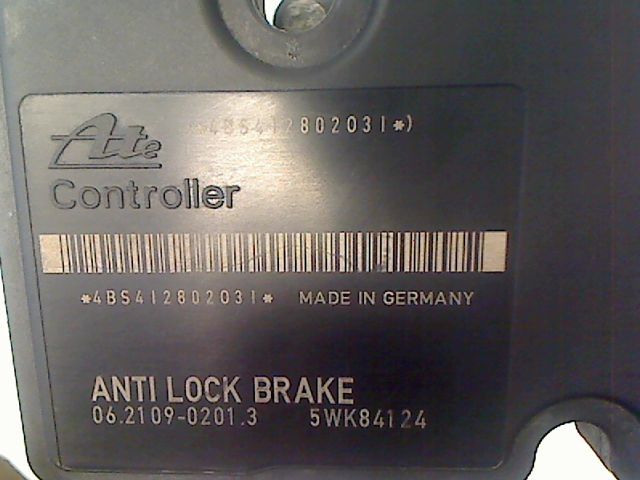 *4BS412802031*)
Ate
Controller
*4BS412802031* MADE IN GERMANY
ANTI LOCK BRAKE
06.2109-0201.3 5WK84124